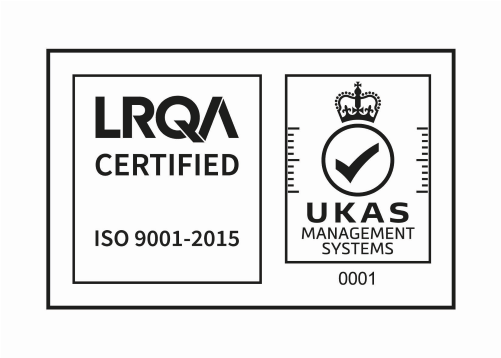 LRQA
CERTIFIED
ISO 9001-2015
UKAS
MANAGEMENT
SYSTEMS
0001